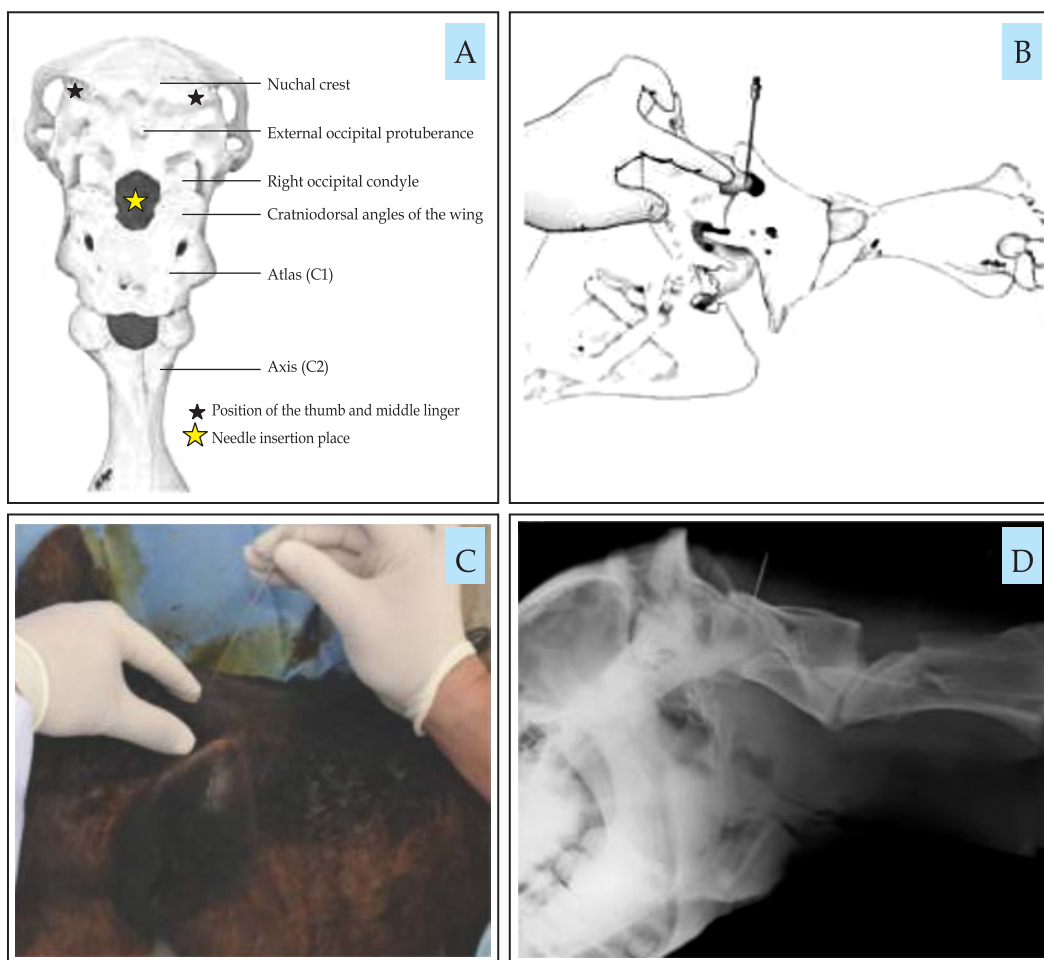 A
Nuchal crest
External occipital protuberance
Right occipital condyle
Cratniodorsal angles of the wing
Atlas (C1)
Axis (C2)
Position of the thumb and middle linger
Needle insertion place
B
C
D